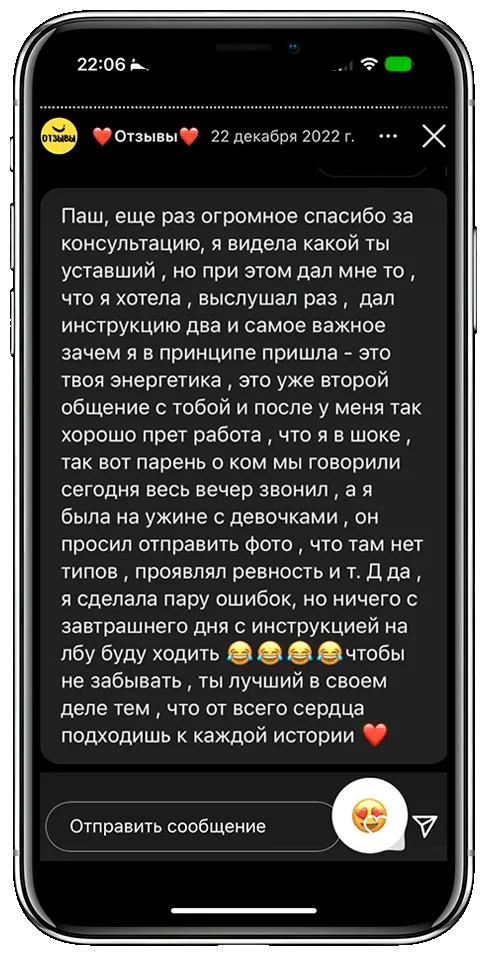 22:06
ОТЗЫВЫ
❤️Отзывы❤️ 22 декабря 2022 г. ...
Паш, еще раз огромное спасибо за
консультацию, я видела какой ты
уставший , но при этом дал мне то ,
что я хотела , выслушал раз , дал
инструкцию два и самое важное
зачем я в принципе пришла - это
твоя энергетика , это уже второй
общение с тобой и после у меня так
хорошо прет работа , что я в шоке ,
так вот парень о ком мы говорили
сегодня весь вечер звонил , а я
была на ужине с девочками , он
просил отправить фото , что там нет
типов , проявлял ревность и т. Д да ,
я сделала пару ошибок, но ничего с
завтрашнего дня с инструкцией на
лбу буду ходить 😂😂😂😂чтобы
не забывать , ты лучший в своем
деле тем , что от всего сердца
подходишь к каждой истории ❤️
Отправить сообщение